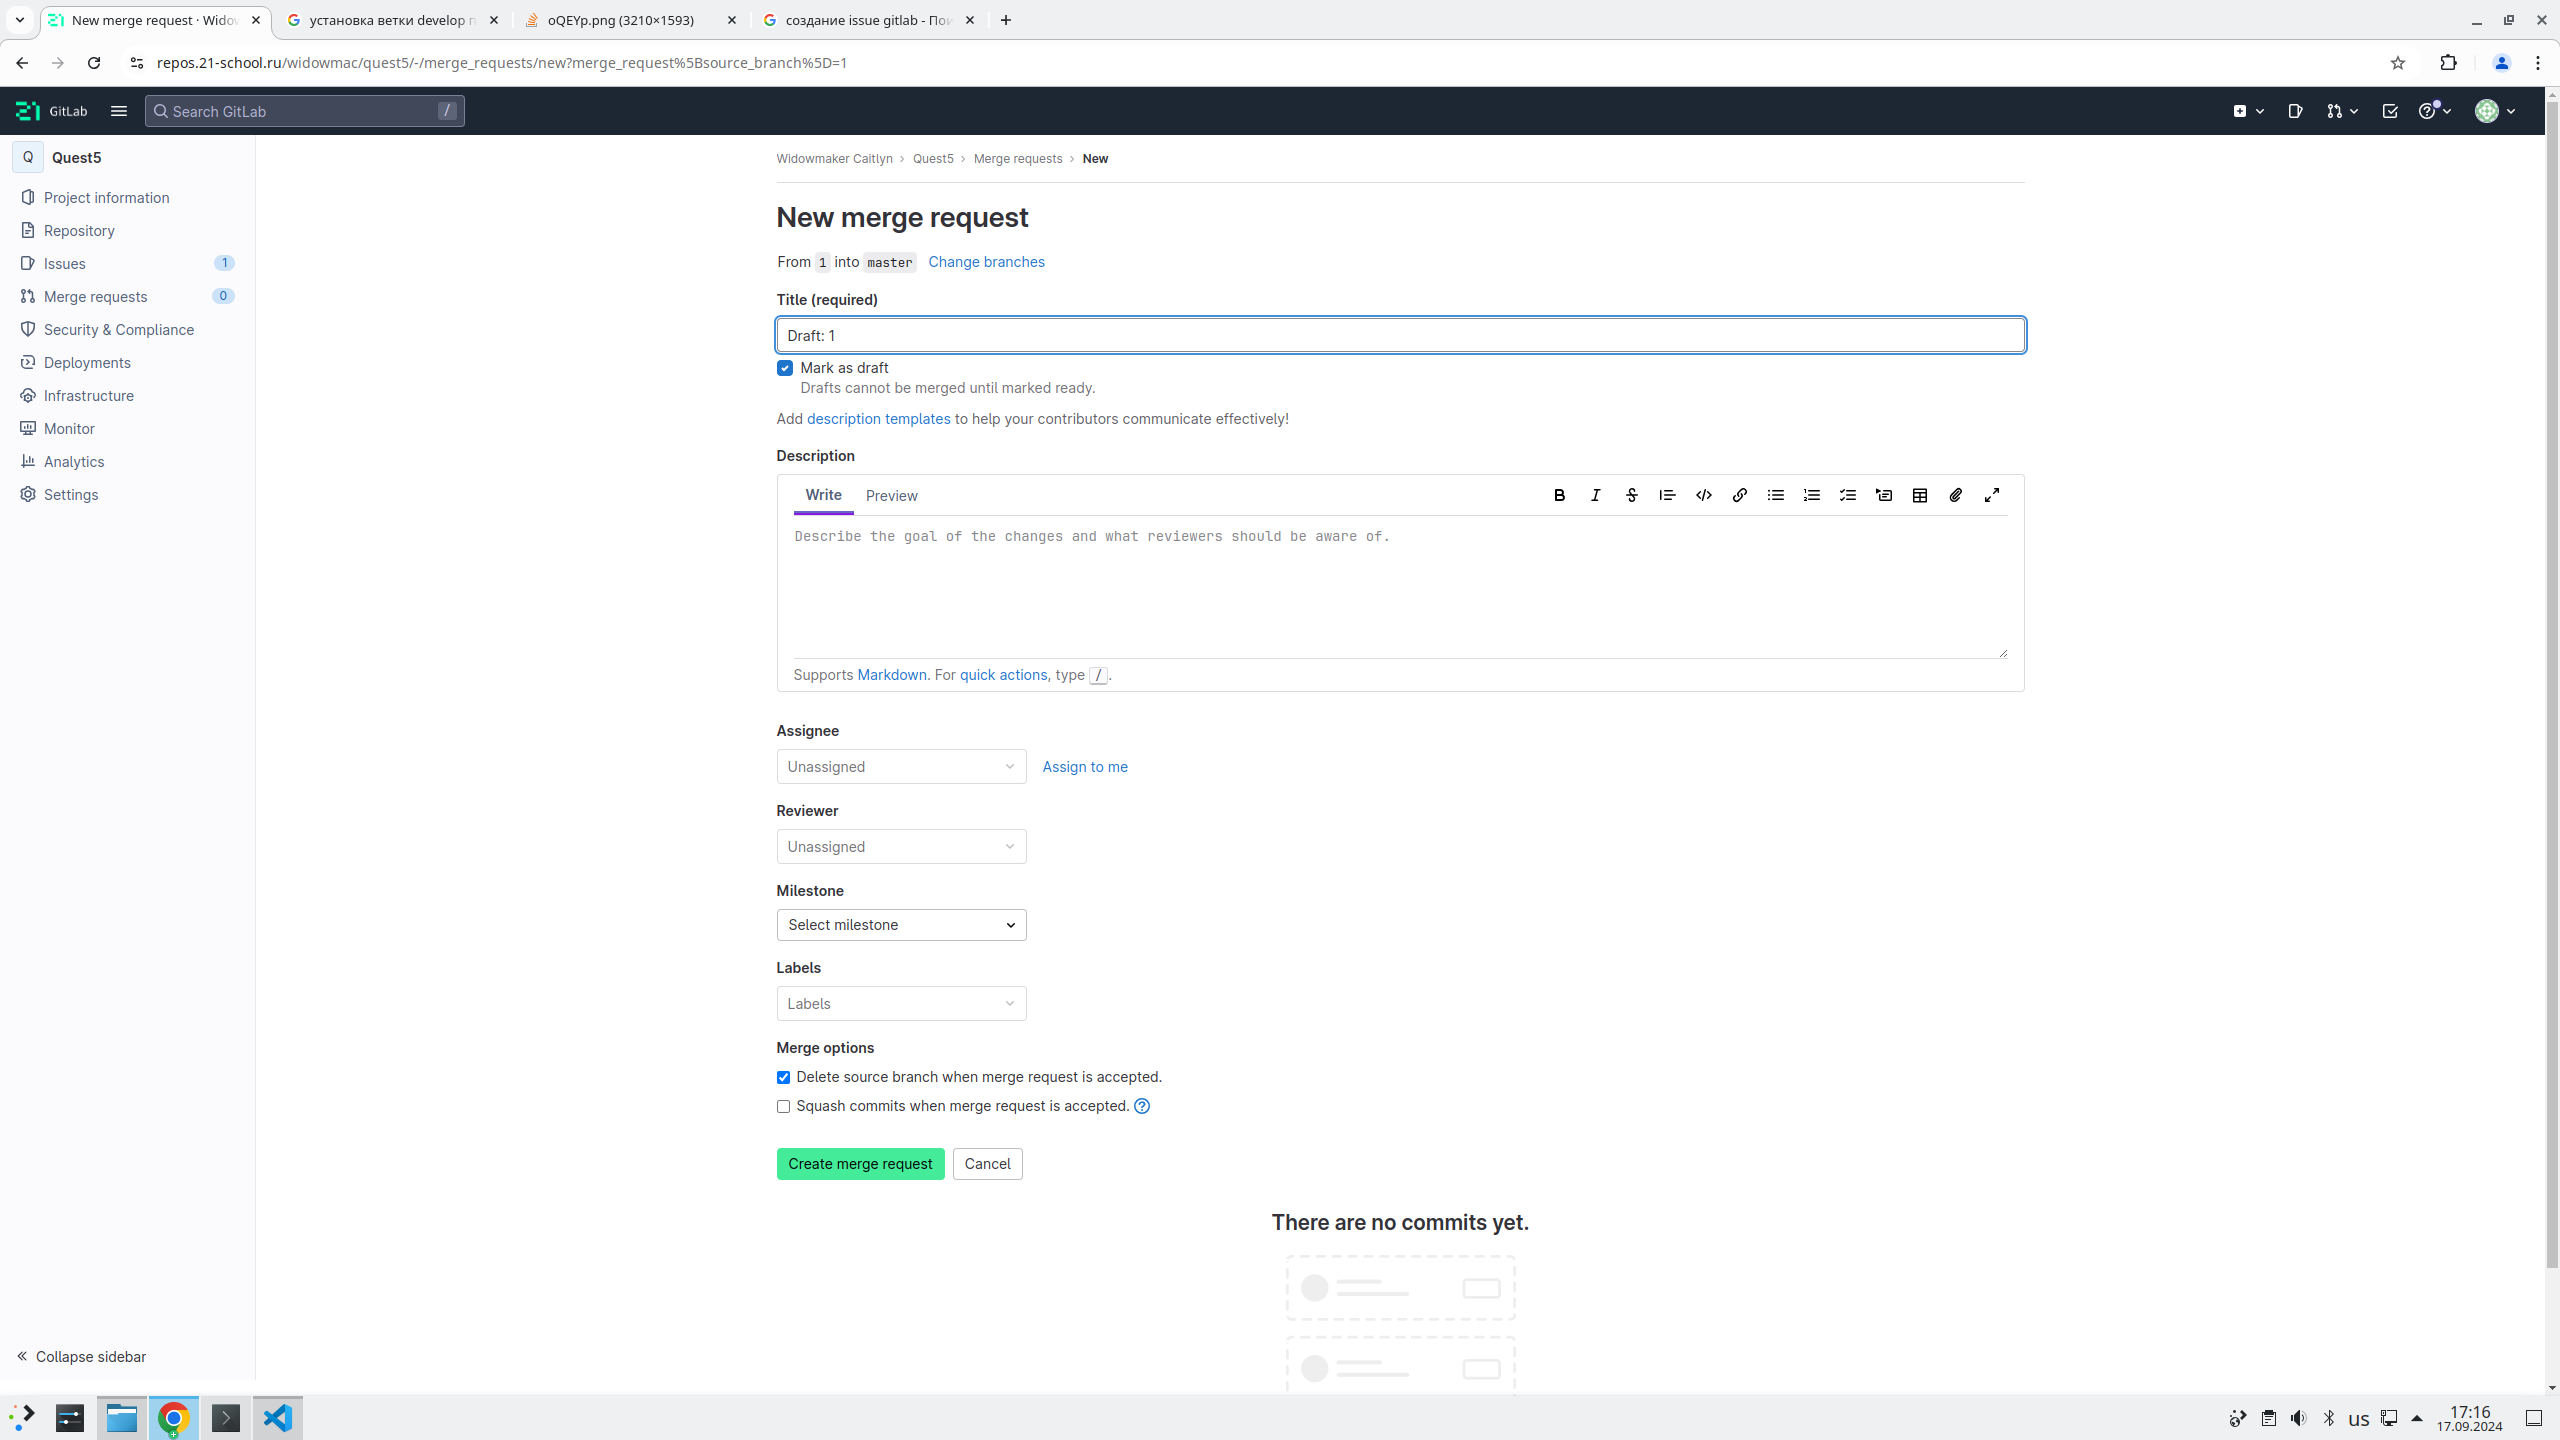 New merge request · Widow
установка ветки develop п
oQEYp.png (3210×1593)
создание issue gitlab - Пои
repos.21-school.ru/widowmac/quest5/-/merge_requests/new?merge_request%5Bsource_branch%5D=1
GitLab
Search GitLab
/
Q
Quest5
Project information
Repository
Issues
1
Merge requests
0
Security & Compliance
Deployments
Infrastructure
Monitor
Analytics
Settings
Collapse sidebar
Widowmaker Caitlyn › Quest5 › Merge requests › New
New merge request
From 1 into master Change branches
Title (required)
Draft: 1
Mark as draft
Drafts cannot be merged until marked ready.
Add description templates to help your contributors communicate effectively!
Description
Write Preview
Describe the goal of the changes and what reviewers should be aware of.
Supports Markdown. For quick actions, type /.
Assignee
Unassigned
Assign to me
Reviewer
Unassigned
Milestone
Select milestone
Labels
Labels
Merge options
Delete source branch when merge request is accepted.
Squash commits when merge request is accepted.
Create merge request
Cancel
There are no commits yet.
us
17:16
17.09.2024